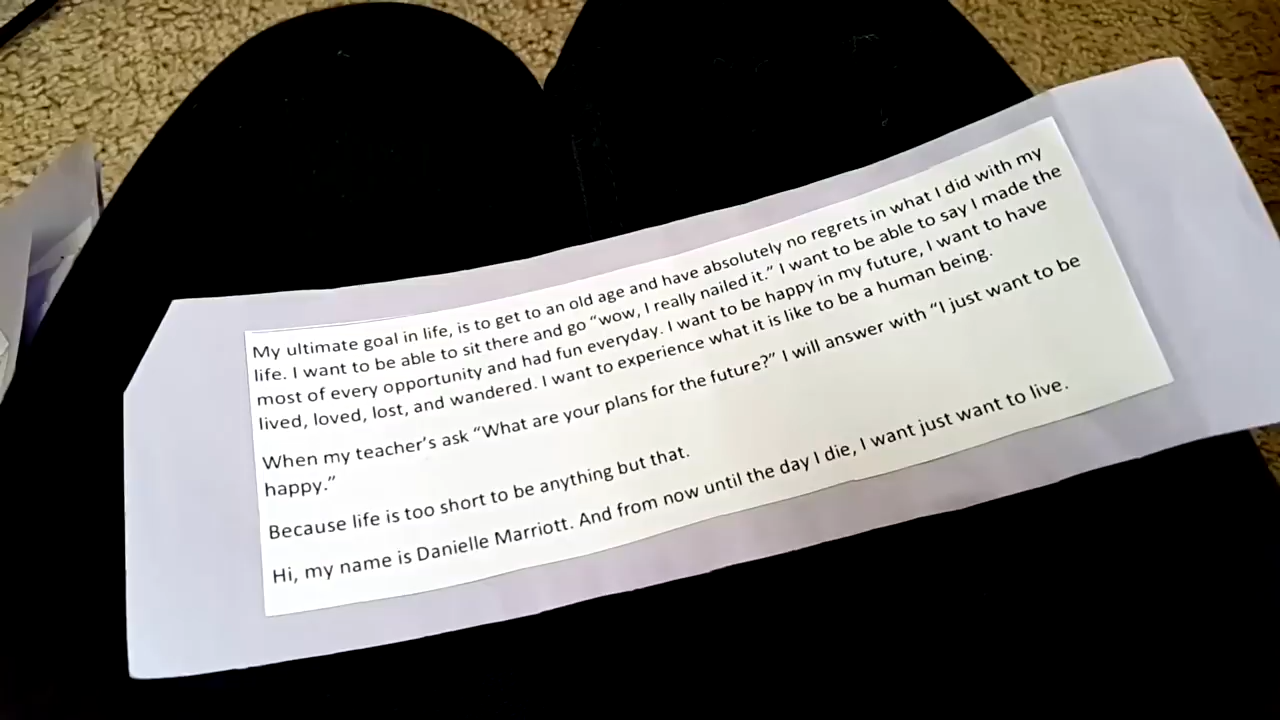 My ultimate goal in life, is to get to an old age and have absolutely no regrets in what I did with my
life. I want to be able to sit there and go “wow, I really nailed it.” I want to be able to say I made the
most of every opportunity and had fun everyday. I want to be happy in my future, I want to have
lived, loved, lost, and wandered. I want to experience what it is like to be a human being.
When my teacher’s ask “What are your plans for the future?” I will answer with “I just want to be
happy.”
Because life is too short to be anything but that.
Hi, my name is Danielle Marriott. And from now until the day I die, I want just want to live.